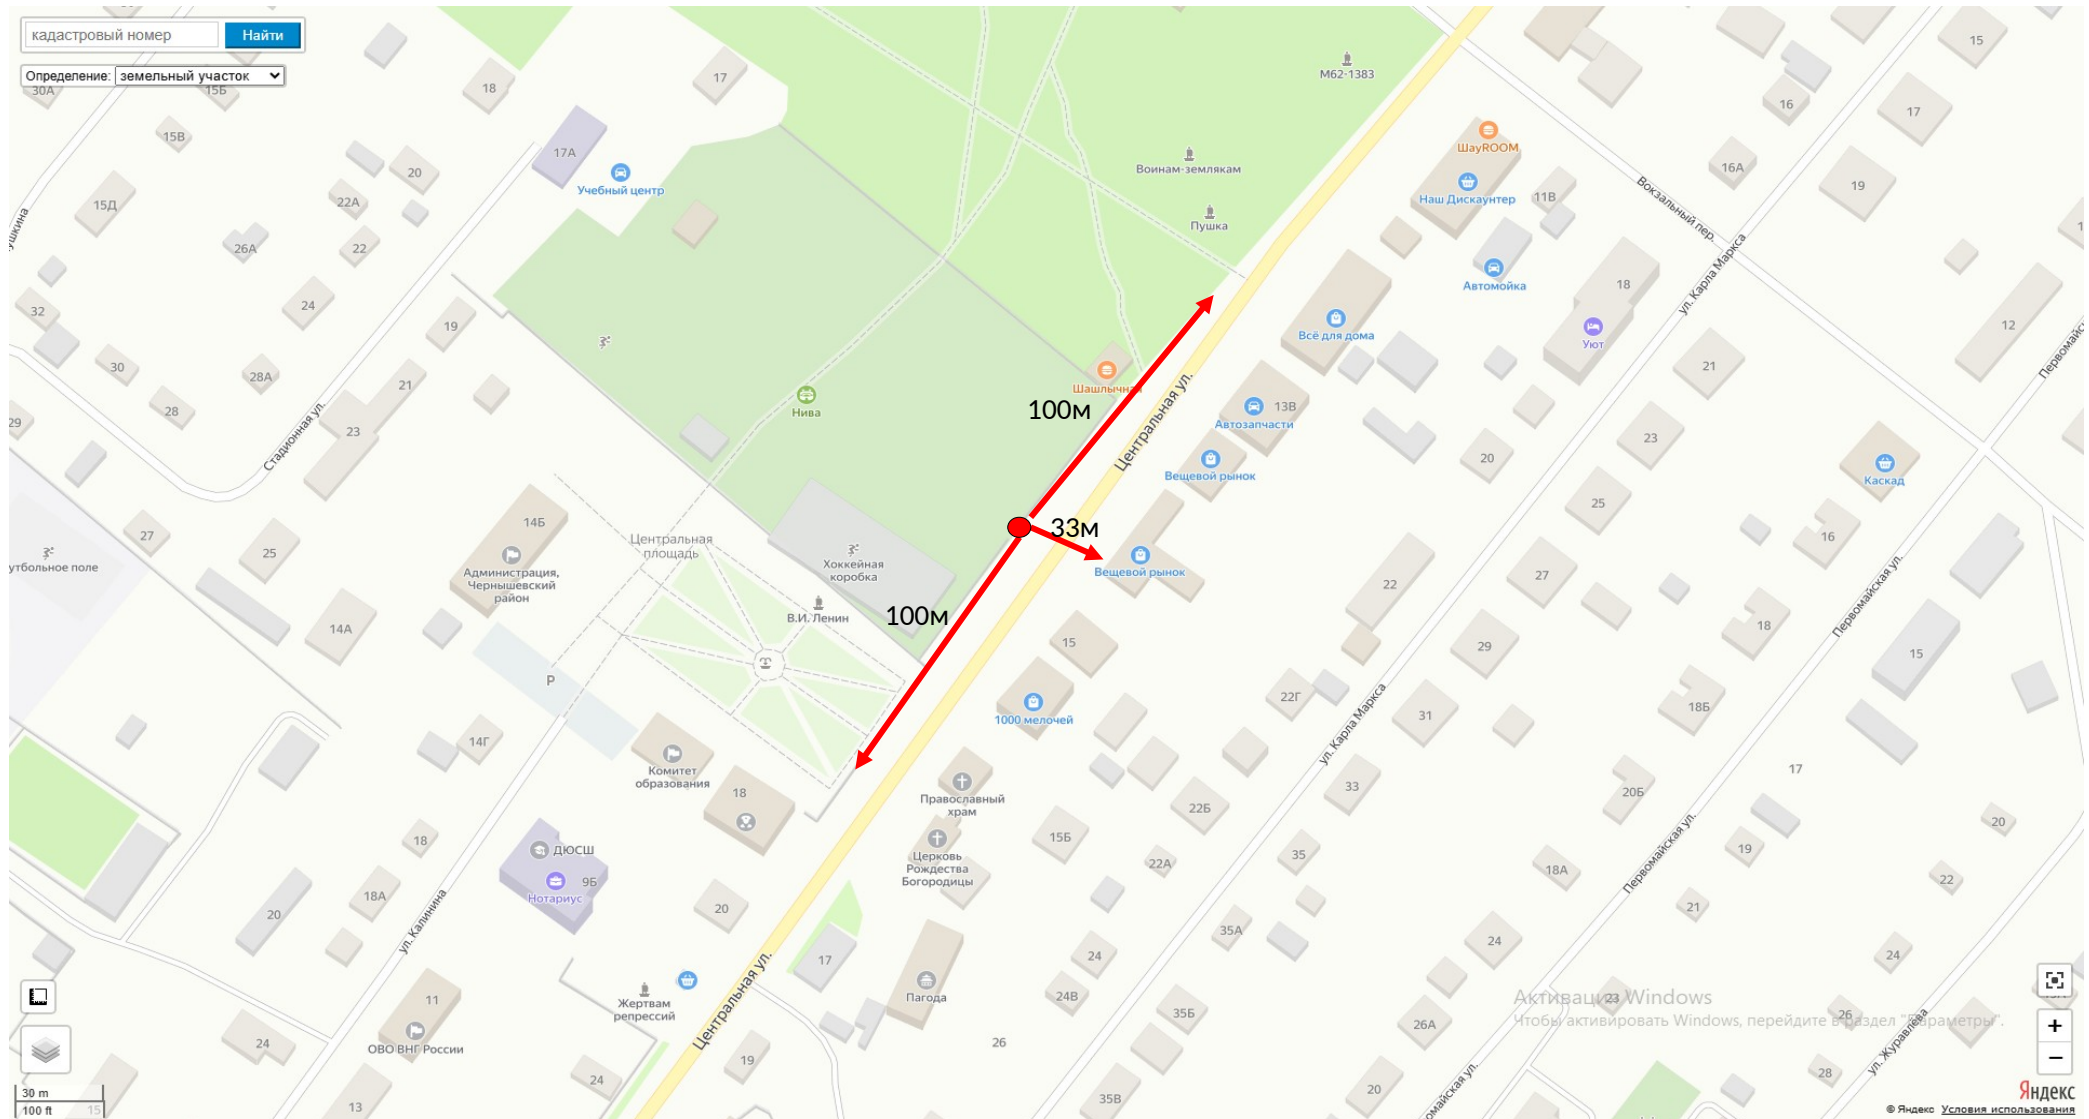 кадастровый номер
Найти
Определение: земельный участок
30А
15Б
15В
18
17
М62-1383
15
16
17
17А
Учебный центр
20
22А
15Д
26А
22
Воинам-землякам
Пушка
ШауROOM
Наш Дискаунтер
11В
16А
19
Вокзальный пер.
ул. Карла Маркса
Автомойка
18
Уют
12
32
24
19
30
28А
28
21
23
29
Стадионная ул.
Нива
Шашлычная
Всё для дома
13В
Автозапчасти
Вещевой рынок
Центральная ул.
100м
33м
100м
21
23
20
25
Каскад
16
27
25
14Б
Администрация,
Чернышевский
район
Центральная
площадь
Хоккейная
коробка
В.И. Ленин
Вещевой рынок
22
27
29
18
15
Первомайская ул.
14А
P
14Г
15
1000 мелочей
22Г
31
18Б
17
ул. Карла Маркса
Комитет
образования
18
Православный
храм
Церковь
Рождества
Богородицы
15Б
22Б
22А
33
35
20Б
20
19
22
18А
Первомайская ул.
21
18
18А
20
ул. Калинина
ДЮСШ
9Б
Нотариус
20
17
Пагода
35А
24
24В
24
24
Жертвам
репрессий
Центральная ул.
11
ОВО ВНГ России
24
13
24
19
26
35Б
35В
26А
20
23
26
28
ул. Журавлёва
Активация Windows
Чтобы активировать Windows, перейдите в раздел "Параметры".
30 m
100 ft
15
+
−
Яндекс
© Яндекс Условия использования